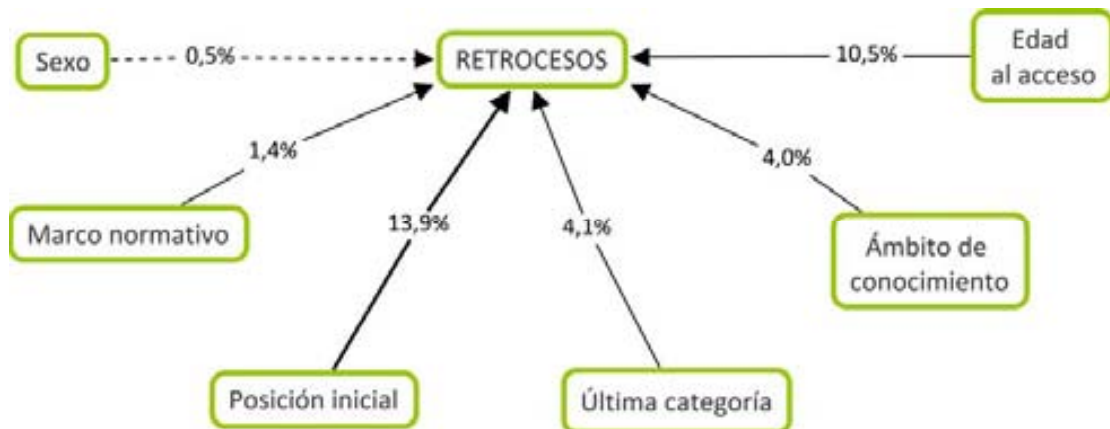 Sexo
0,5%
RETROCESOS
10,5%
Edad
al acceso
1,4%
4,0%
Marco normativo
13,9%
4,1%
Ámbito de
conocimiento
Posición inicial
Última categoría